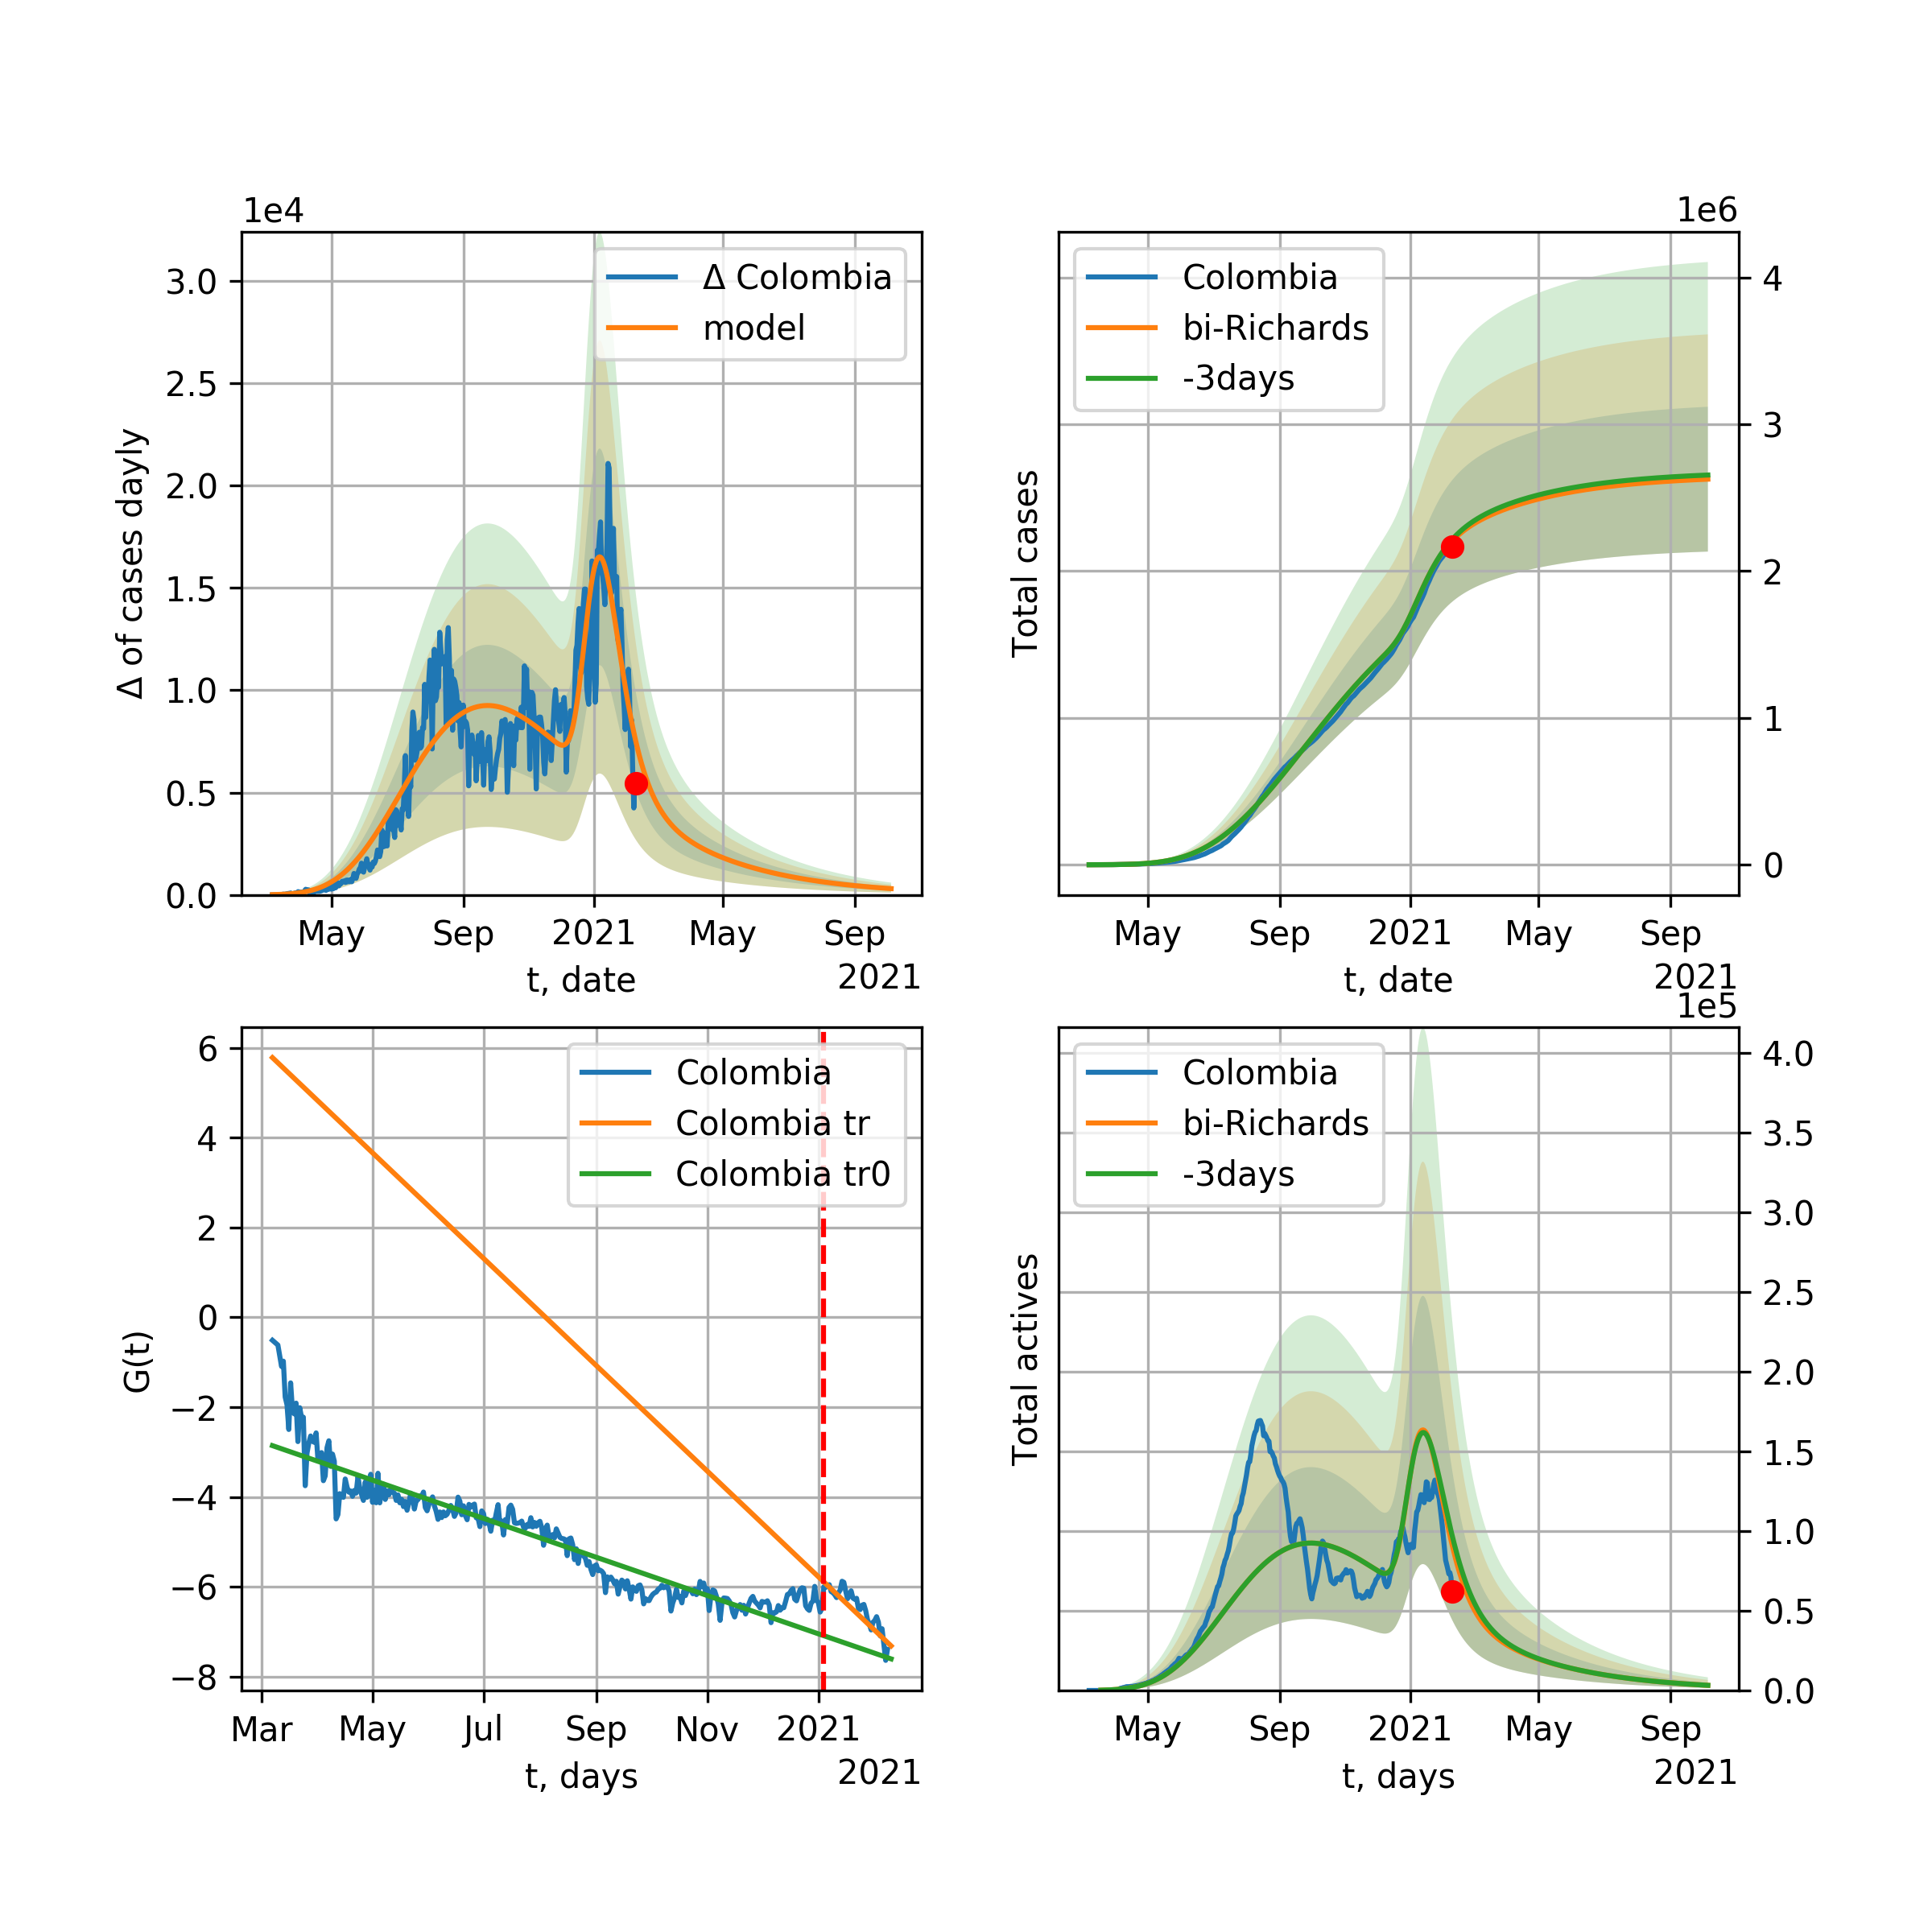 1e4
Δ Colombia
model
3.0
2.5
2.0
1.5
1.0
0.5
0.0
Δ of cases dayly
May Sep 2021 May Sep
t, date
2021
1e6
Colombia
bi-Richards
-3days
4
3
2
1
0
Total cases
May Sep 2021 May Sep
t, date
2021
Colombia
Colombia tr
Colombia tr0
6
4
2
0
−2
−4
−6
−8
G(t)
Mar May Jul Sep Nov 2021
t, days
2021
1e5
Colombia
bi-Richards
-3days
4.0
3.5
3.0
2.5
2.0
1.5
1.0
0.5
0.0
Total actives
May Sep 2021 May Sep
t, days
2021